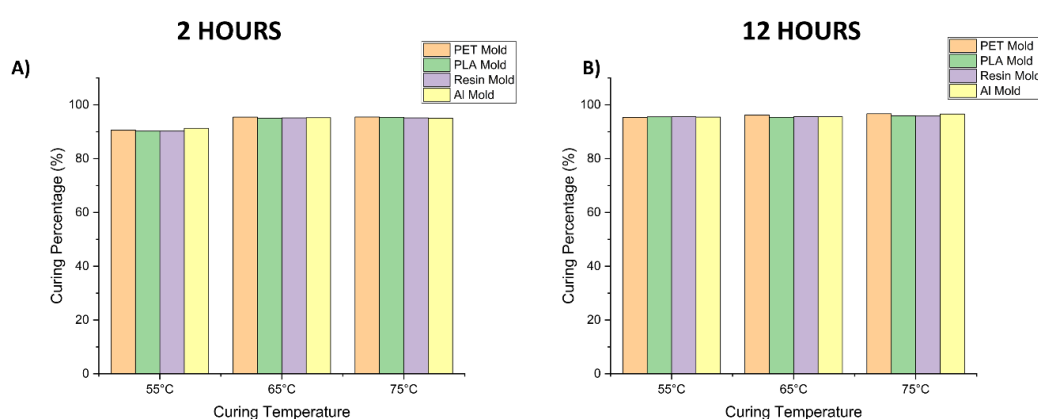 2 HOURS
A)
PET Mold
PLA Mold
Resin Mold
Al Mold
100
80
60
40
20
0
Curing Percentage (%)
55°C
65°C
75°C
Curing Temperature
12 HOURS
B)
PET Mold
PLA Mold
Resin Mold
Al Mold
100
80
60
40
20
0
Curing Percentage (%)
55°C
65°C
75°C
Curing Temperature